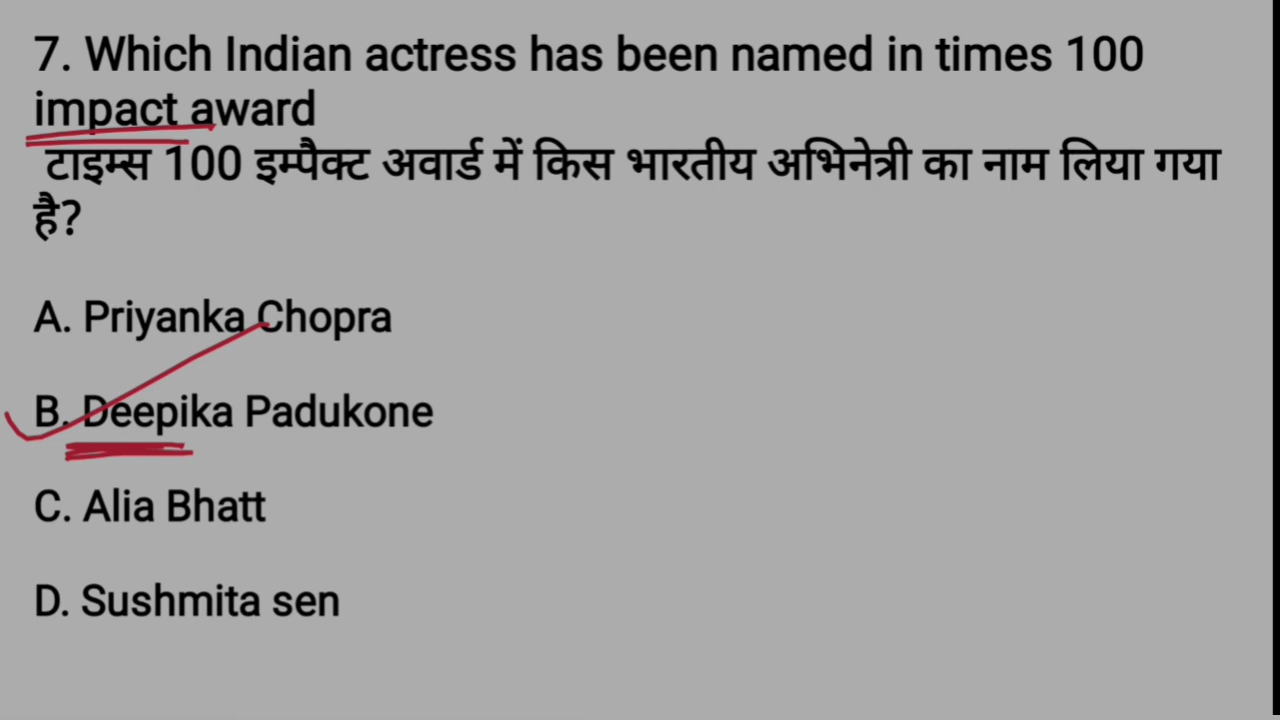 7. Which Indian actress has been named in times 100
impact award
टाइम्स 100 इम्पैक्ट अवार्ड में किस भारतीय अभिनेत्री का नाम लिया गया
है?
A. Priyanka Chopra
B. Deepika Padukone
C. Alia Bhatt
D. Sushmita sen